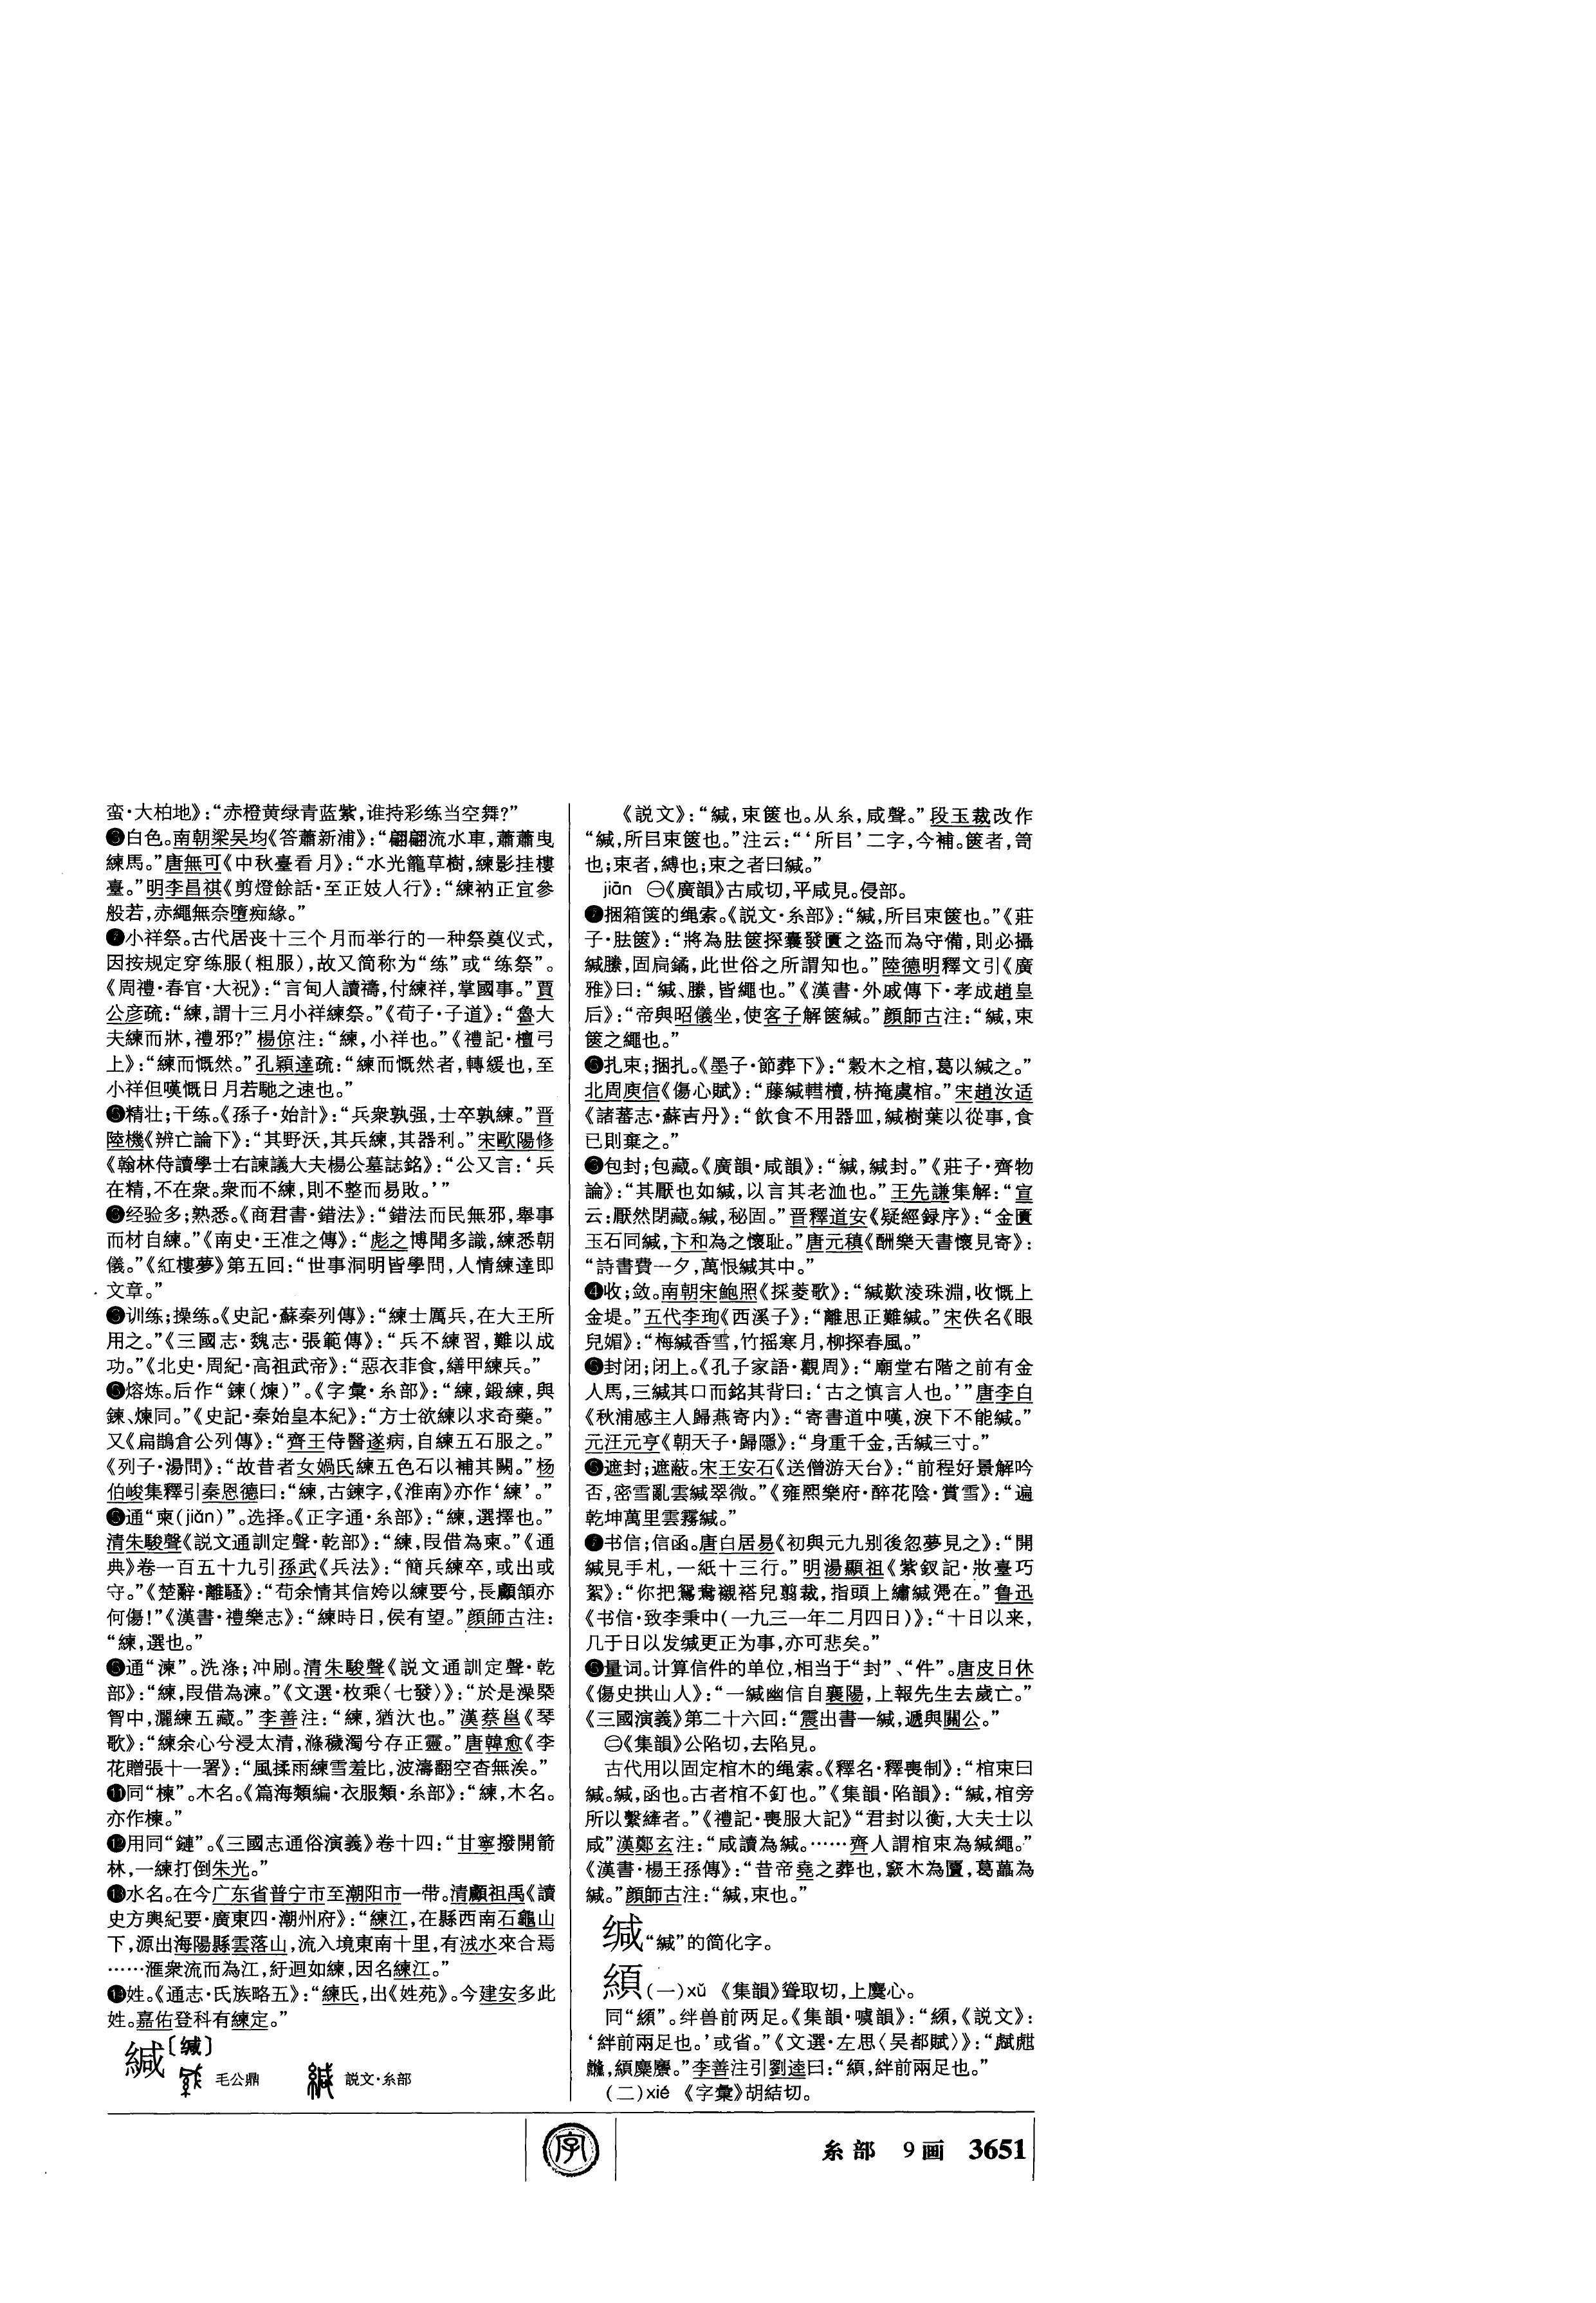 蛮·大柏地》：“赤橙黄绿青蓝紫，谁持彩练当空舞？”
❸白色。南朝梁吴均《答蕭新浦》：“翩翩流水車，蕭蕭曳
練馬。”唐無可《中秋臺看月》：“水光籠草樹，練影挂樓
臺。”明李昌祺《剪燈餘話·至正妓人行》：“練衲正宜參
般若，赤繩無奈墮痴緣。”
小祥祭。古代居丧十三个月而举行的一种祭奠仪式，
因按规定穿练服（粗服），故又简称为“练”或“练祭”。
《周禮·春官·大祝》：“言甸人讀禱，付練祥，掌國事。”賈
公彦疏：“練，謂十三月小祥練祭。”《荀子·子道》：“魯大
夫練而牀，禮邪？”楊倞注：“練，小祥也。”《禮記·檀弓
上》：“練而慨然。”孔穎達疏：“練而慨然者，轉緩也，至
小祥但嘆慨日月若馳之速也。”
精壮；干练。《孫子·始計》：“兵衆孰强，士卒孰練。”晋
陸機《辨亡論下》：“其野沃，其兵練，其器利。”宋歐陽修
《翰林侍讀學士右諫議大夫楊公墓誌銘》：“公又言：‘兵
在精，不在衆。衆而不練，則不整而易敗。’”
经验多；熟悉。《商君書·錯法》：“錯法而民無邪，舉事
而材自練。”《南史·王准之傳》：“彪之博聞多識，練悉朝
儀。”《紅樓夢》第五回：“世事洞明皆學問，人情練達即
文章。”
训练；操练。《史記·蘇秦列傳》：“練士厲兵，在大王所
用之。”《三國志·魏志·張範傳》：“兵不練習，難以成
功。”《北史·周紀·高祖武帝》：“惡衣菲食，繕甲練兵。”
熔炼。后作“鍊（煉）”。《字彙·糸部》：“練，鍛練，與
鍊、煉同。”《史記·秦始皇本紀》：“方士欲練以求奇藥。”
又《扁鵲倉公列傳》：“齊王侍醫遂病，自練五石服之。”
《列子·湯問》：“故昔者女媧氏練五色石以補其闕。”杨
伯峻集釋引秦恩德曰：“練，古鍊字，《淮南》亦作‘練’。”
通“柬（jiǎn）”。选择。《正字通·糸部》：“練，選擇也。”
清朱駿聲《説文通訓定聲·乾部》：“練，叚借為柬。”《通
典》卷一百五十九引孫武《兵法》：“簡兵練卒，或出或
守。”《楚辭·離騷》：“苟余情其信姱以練要兮，長顑頷亦
何傷！”《漢書·禮樂志》：“練時日，侯有望。”顔師古注：
“練，選也。”
通“湅”。洗涤；冲刷。清朱駿聲《説文通訓定聲·乾
部》：“練，叚借為湅。”《文選·枚乘〈七發〉》：“於是澡槩
胷中，灑練五藏。”李善注：“練，猶汰也。”漢蔡邕《琴
歌》：“練余心兮浸太清，滌穢濁兮存正靈。”唐韓愈《李
花贈張十一署》：“風揉雨練雪羞比，波濤翻空杳無涘。”
⓫同“楝”。木名。《篇海類編·衣服類·糸部》：“練，木名。
亦作楝。”
⓬用同“鏈”。《三國志通俗演義》卷十四：“甘寧撥開箭
林，一練打倒朱光。”
⓭水名。在今广东省普宁市至潮阳市一带。清顧祖禹《讀
史方輿紀要·廣東四·潮州府》：“練江，在縣西南石龜山
下，源出海陽縣雲落山，流入境東南十里，有浤水來合焉
……滙衆流而為江，紆迴如練，因名練江。”
⓮姓。《通志·氏族略五》：“練氏，出《姓苑》。今建安多此
姓。嘉佑登科有練定。”
緘〔缄〕
毛公鼎 説文·糸部
《説文》：“緘，束篋也。从糸，咸聲。”段玉裁改作
“緘，所㠯束篋也。”注云：“‘所㠯’二字，今補。篋者，笥
也；束者，縛也；束之者曰緘。”
jiān ㊀《廣韻》古咸切，平咸見。侵部。
捆箱箧的绳索。《説文·糸部》：“緘，所㠯束篋也。”《莊
子·胠篋》：“將為胠篋探囊發匱之盜而為守備，則必攝
緘縢，固扃鐍，此世俗之所謂知也。”陸德明釋文引《廣
雅》曰：“緘、縢，皆繩也。”《漢書·外戚傳下·孝成趙皇
后》：“帝與昭儀坐，使客子解篋緘。”顔師古注：“緘，束
篋之繩也。”
扎束；捆扎。《墨子·節葬下》：“穀木之棺，葛以緘之。”
北周庾信《傷心賦》：“藤緘轊櫝，枿掩虞棺。”宋趙汝适
《諸蕃志·蘇吉丹》：“飲食不用器皿，緘樹葉以從事，食
已則棄之。”
❸包封；包藏。《廣韻·咸韻》：“緘，緘封。”《莊子·齊物
論》：“其厭也如緘，以言其老洫也。”王先謙集解：“宣
云：厭然閉藏。緘，秘固。”晋釋道安《疑經録序》：“金匱
玉石同緘，卞和為之懷耻。”唐元稹《酬樂天書懷見寄》：
“詩書費一夕，萬恨緘其中。”
❹收；敛。南朝宋鮑照《採菱歌》：“緘歎淩珠淵，收慨上
金堤。”五代李珣《西溪子》：“離思正難緘。”宋佚名《眼
兒媚》：“梅緘香雪，竹摇寒月，柳探春風。”
❺封闭；闭上。《孔子家語·觀周》：“廟堂右階之前有金
人馬，三緘其口而銘其背曰：‘古之慎言人也。’”唐李白
《秋浦感主人歸燕寄内》：“寄書道中嘆，淚下不能緘。”
元汪元亨《朝天子·歸隱》：“身重千金，舌緘三寸。”
遮封；遮蔽。宋王安石《送僧游天台》：“前程好景解吟
否，密雪亂雲緘翠微。”《雍熙樂府·醉花陰·賞雪》：“遍
乾坤萬里雲霧緘。”
❼书信；信函。唐白居易《初與元九别後忽夢見之》：“開
緘見手札，一紙十三行。”明湯顯祖《紫釵記·妝臺巧
絮》：“你把鴛鴦襯褡兒翦裁，指頭上繡緘凴在。”鲁迅
《书信·致李秉中（一九三一年二月四日）》：“十日以来，
几于日以发缄更正为事，亦可悲矣。”
量词。计算信件的单位，相当于“封”、“件”。唐皮日休
《傷史拱山人》：“一緘幽信自襄陽，上報先生去歲亡。”
《三國演義》第二十六回：“震出書一緘，遞與關公。”
㊁《集韻》公陷切，去陷見。
古代用以固定棺木的绳索。《釋名·釋喪制》：“棺束曰
緘。緘，函也。古者棺不釘也。”《集韻·陷韻》：“緘，棺旁
所以繫繂者。”《禮記·喪服大記》“君封以衡，大夫士以
咸”漢鄭玄注：“咸讀為緘。……齊人謂棺束為緘繩。”
《漢書·楊王孫傳》：“昔帝堯之葬也，窾木為匵，葛藟為
緘。”顔師古注：“緘，束也。”
缄“緘”的简化字。
䋶（一）xǔ 《集韻》聳取切，上麌心。
同“䇓”。绊兽前两足。《集韻·噳韻》：
‘絆前兩足也。’或省。”《文選·左思〈吴都賦〉》：
李善注引劉逵曰：
（二）xié 《字彙》胡結切。
糸部 9画 3651
字